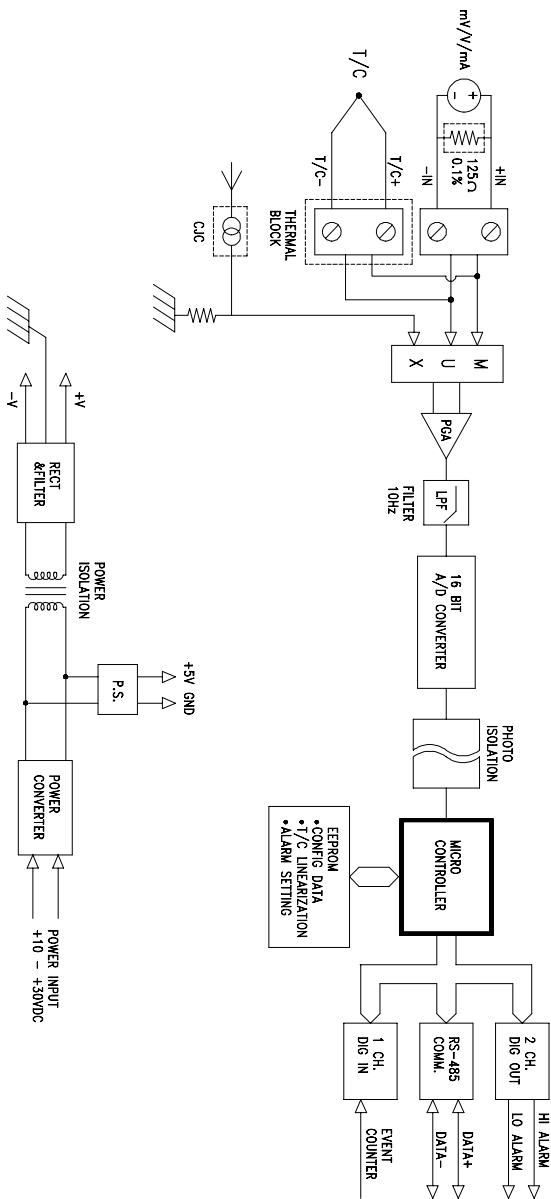 mV/V/mA
+
-
125Ω
0.1%
+IN
-IN
T/C
T/C+
T/C-
THERMAL
BLOCK
CJC
M
U
X
PGA
LPF
FILTER
10Hz
16 BIT
A/D CONVERTER
PHOTO
ISOLATION
MICRO
CONTROLLER
EEPROM
•CONFIG DATA
•T/C LINEARIZATION
•ALARM SETTING
2 CH.
DIG OUT
HI ALARM
LO ALARM
RS-485
COMM.
DATA+
DATA-
1 CH.
DIG IN
EVENT
COUNTER
+V
-V
RECT
&FILTER
POWER
ISOLATION
+5V
GND
P.S.
POWER
CONVERTER
POWER INPUT
+10 - +30VDC